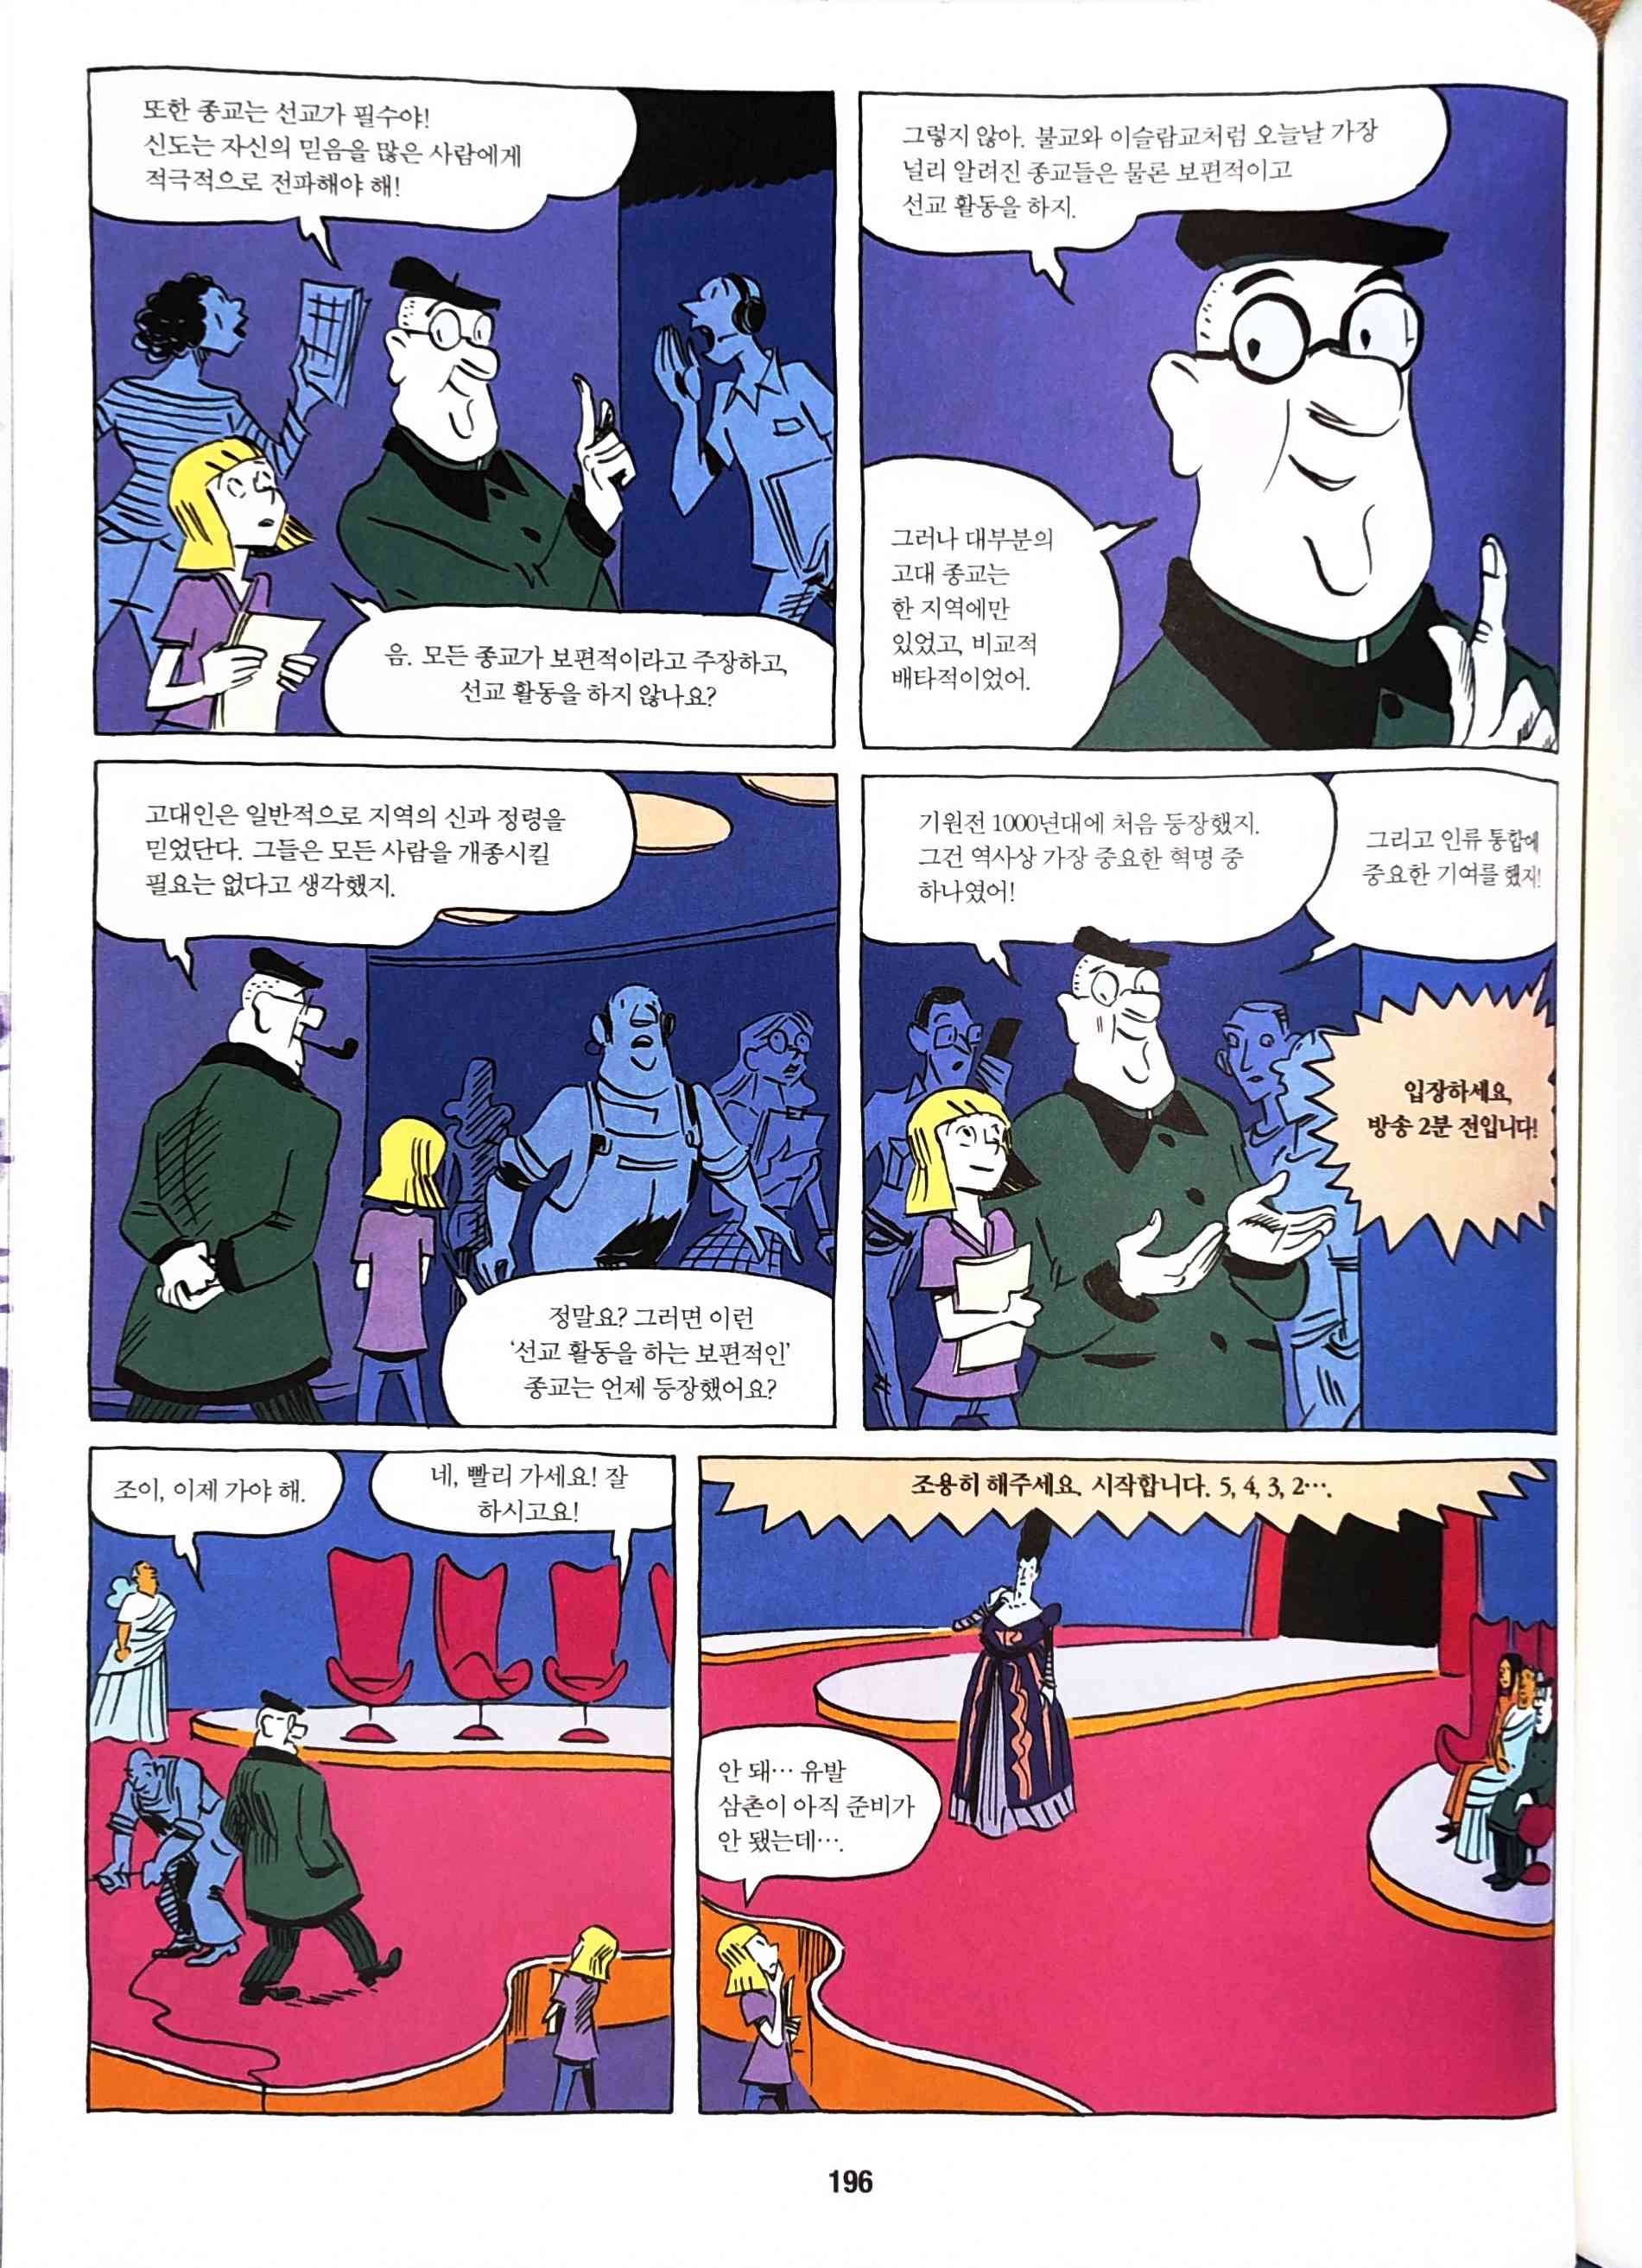 또한 종교는 선교가 필수야!
신도는 자신의 믿음을 많은 사람에게
적극적으로 전파해야 해!
음. 모든 종교가 보편적이라고 주장하고,
선교 활동을 하지 않나요?
그렇지 않아. 불교와 이슬람교처럼 오늘날 가장
널리 알려진 종교들은 물론 보편적이고
선교 활동을 하지.
그러나 대부분의
고대 종교는
한 지역에만
있었고, 비교적
배타적이었어.
고대인은 일반적으로 지역의 신과 정령을
믿었단다. 그들은 모든 사람을 개종시킬
필요는 없다고 생각했지.
정말요? 그러면 이런
‘선교 활동을 하는 보편적인’
종교는 언제 등장했어요?
기원전 1000년대에 처음 등장했지.
그건 역사상 가장 중요한 혁명 중
하나였어!
그리고 인류 통합에
중요한 기여를 했지!
입장하세요,
방송 2분 전입니다!
조이, 이제 가야 해.
네, 빨리 가세요! 잘
하시고요!
조용히 해주세요. 시작합니다. 5, 4, 3, 2….
안 돼… 유발
삼촌이 아직 준비가
안 됐는데….
196